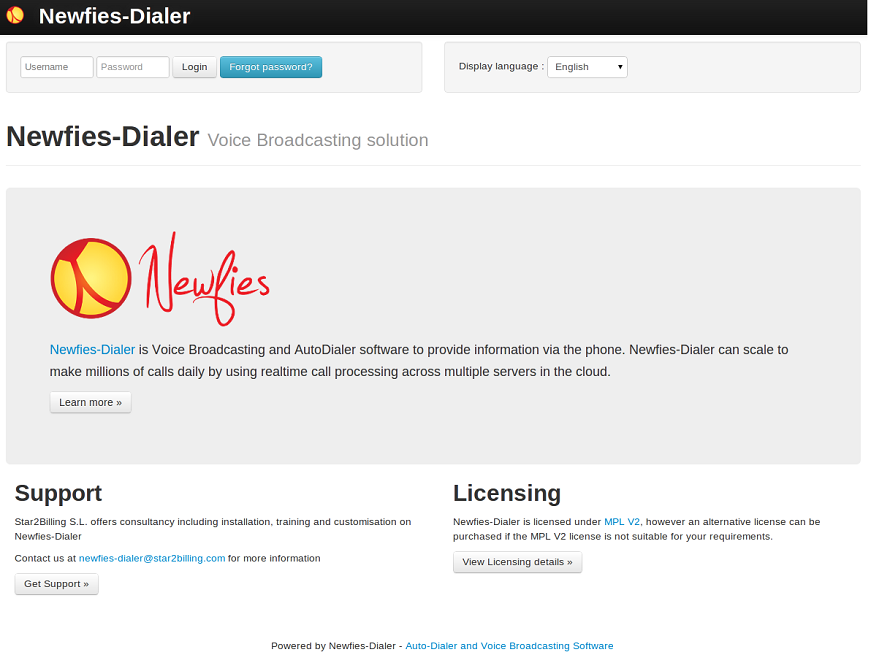 Newfies-Dialer
Username Password Login Forgot password?
Display language : English
Newfies-Dialer Voice Broadcasting solution
Newfies
Newfies-Dialer is Voice Broadcasting and AutoDialer software to provide information via the phone. Newfies-Dialer can scale to
make millions of calls daily by using realtime call processing across multiple servers in the cloud.
Learn more »
Support
Star2Billing S.L. offers consultancy including installation, training and customisation on
Newfies-Dialer
Contact us at newfies-dialer@star2billing.com for more information
Get Support »
Licensing
Newfies-Dialer is licensed under MPL V2, however an alternative license can be
purchased if the MPL V2 license is not suitable for your requirements.
View Licensing details »
Powered by Newfies-Dialer - Auto-Dialer and Voice Broadcasting Software